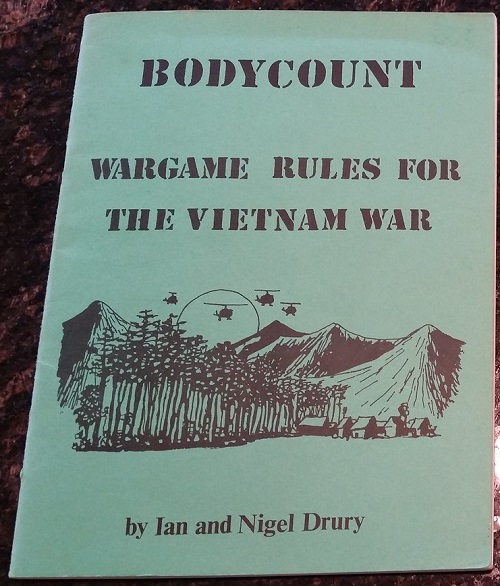 BODYCOUNT
WARGAME RULES FOR
THE VIETNAM WAR
by Ian and Nigel Drury